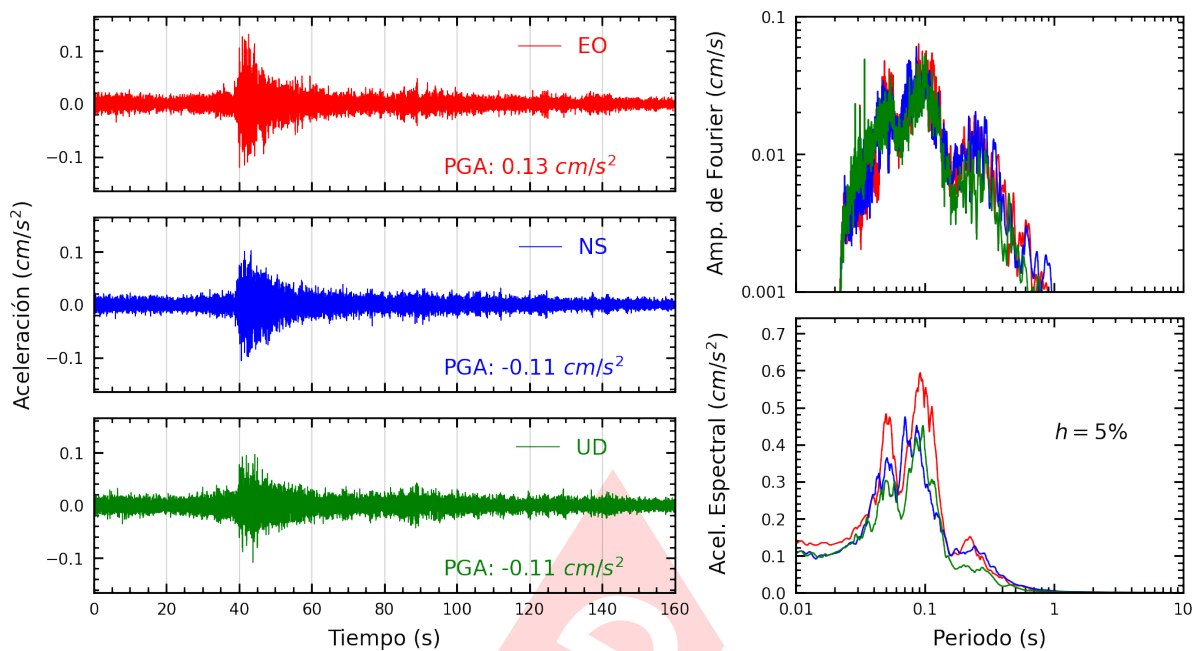 Aceleración (cm/s²)
0.1
0.0
−0.1
EO
PGA: 0.13 cm/s²
0.1
0.0
−0.1
NS
PGA: -0.11 cm/s²
0.1
0.0
−0.1
UD
PGA: -0.11 cm/s²
0 20 40 60 80 100 120 140 160
Tiempo (s)
Amp. de Fourier (cm/s)
0.1
0.01
0.001
Acel. Espectral (cm/s²)
0.7
0.6
0.5
0.4
0.3
0.2
0.1
0.0
h = 5%
0.01 0.1 1 10
Periodo (s)